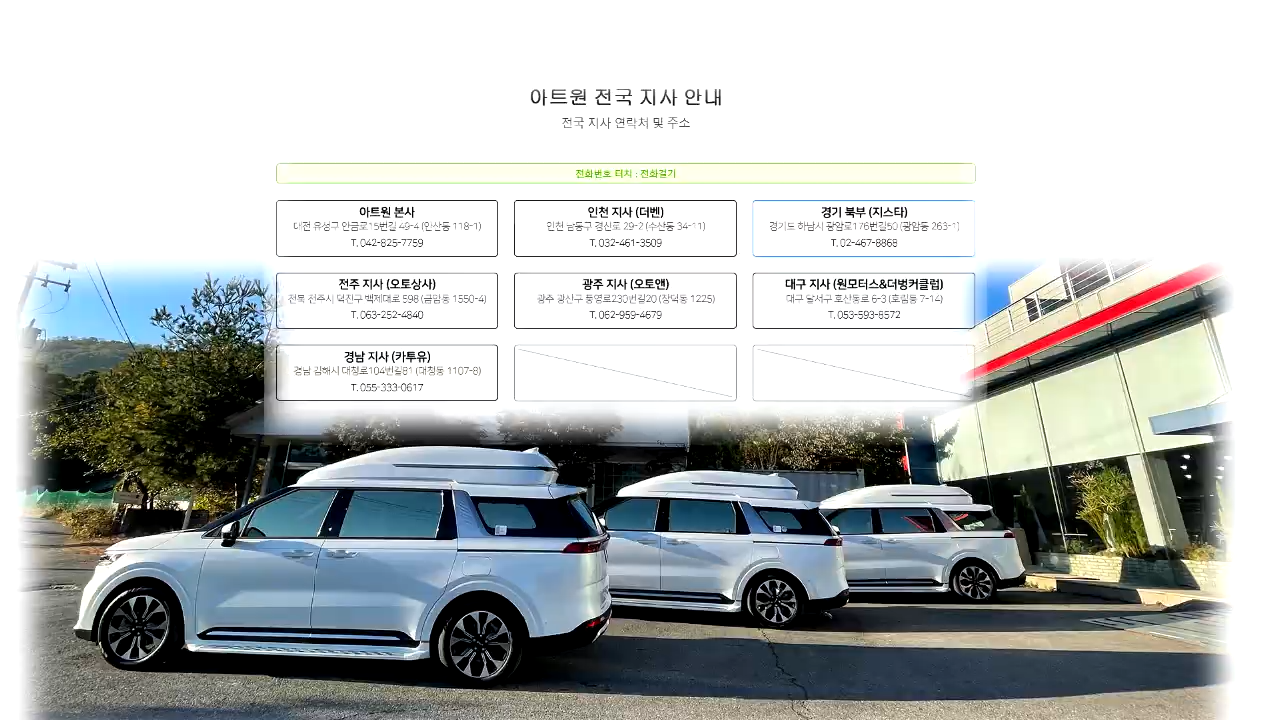 아트원 전국 지사 안내
전국 지사 연락처 및 주소
전화번호 터치 : 전화걸기
아트원 본사
대전 유성구 안금로15번길 49-4 (안산동 118-1)
T. 042-825-7759
인천 지사 (더벤)
인천 남동구 경신로 29-2 (수산동 34-11)
T. 032-461-3509
경기 북부 (지스타)
경기도 하남시 광암로176번길50 (광암동 263-1)
T. 02-467-8868
전주 지사 (오토상사)
전북 전주시 덕진구 백제대로 598 (금암동 1550-4)
T. 063-252-4840
광주 지사 (오토앤)
광주 광산구 풍영로230번길20 (장덕동 1225)
T. 062-959-4679
대구 지사 (원모터스&더벙커클럽)
대구 달서구 호산동로 6-3 (호림동 7-14)
T. 053-593-8572
경남 지사 (카투유)
경남 김해시 대청로104번길81 (대청동 1107-8)
T. 055-333-0617